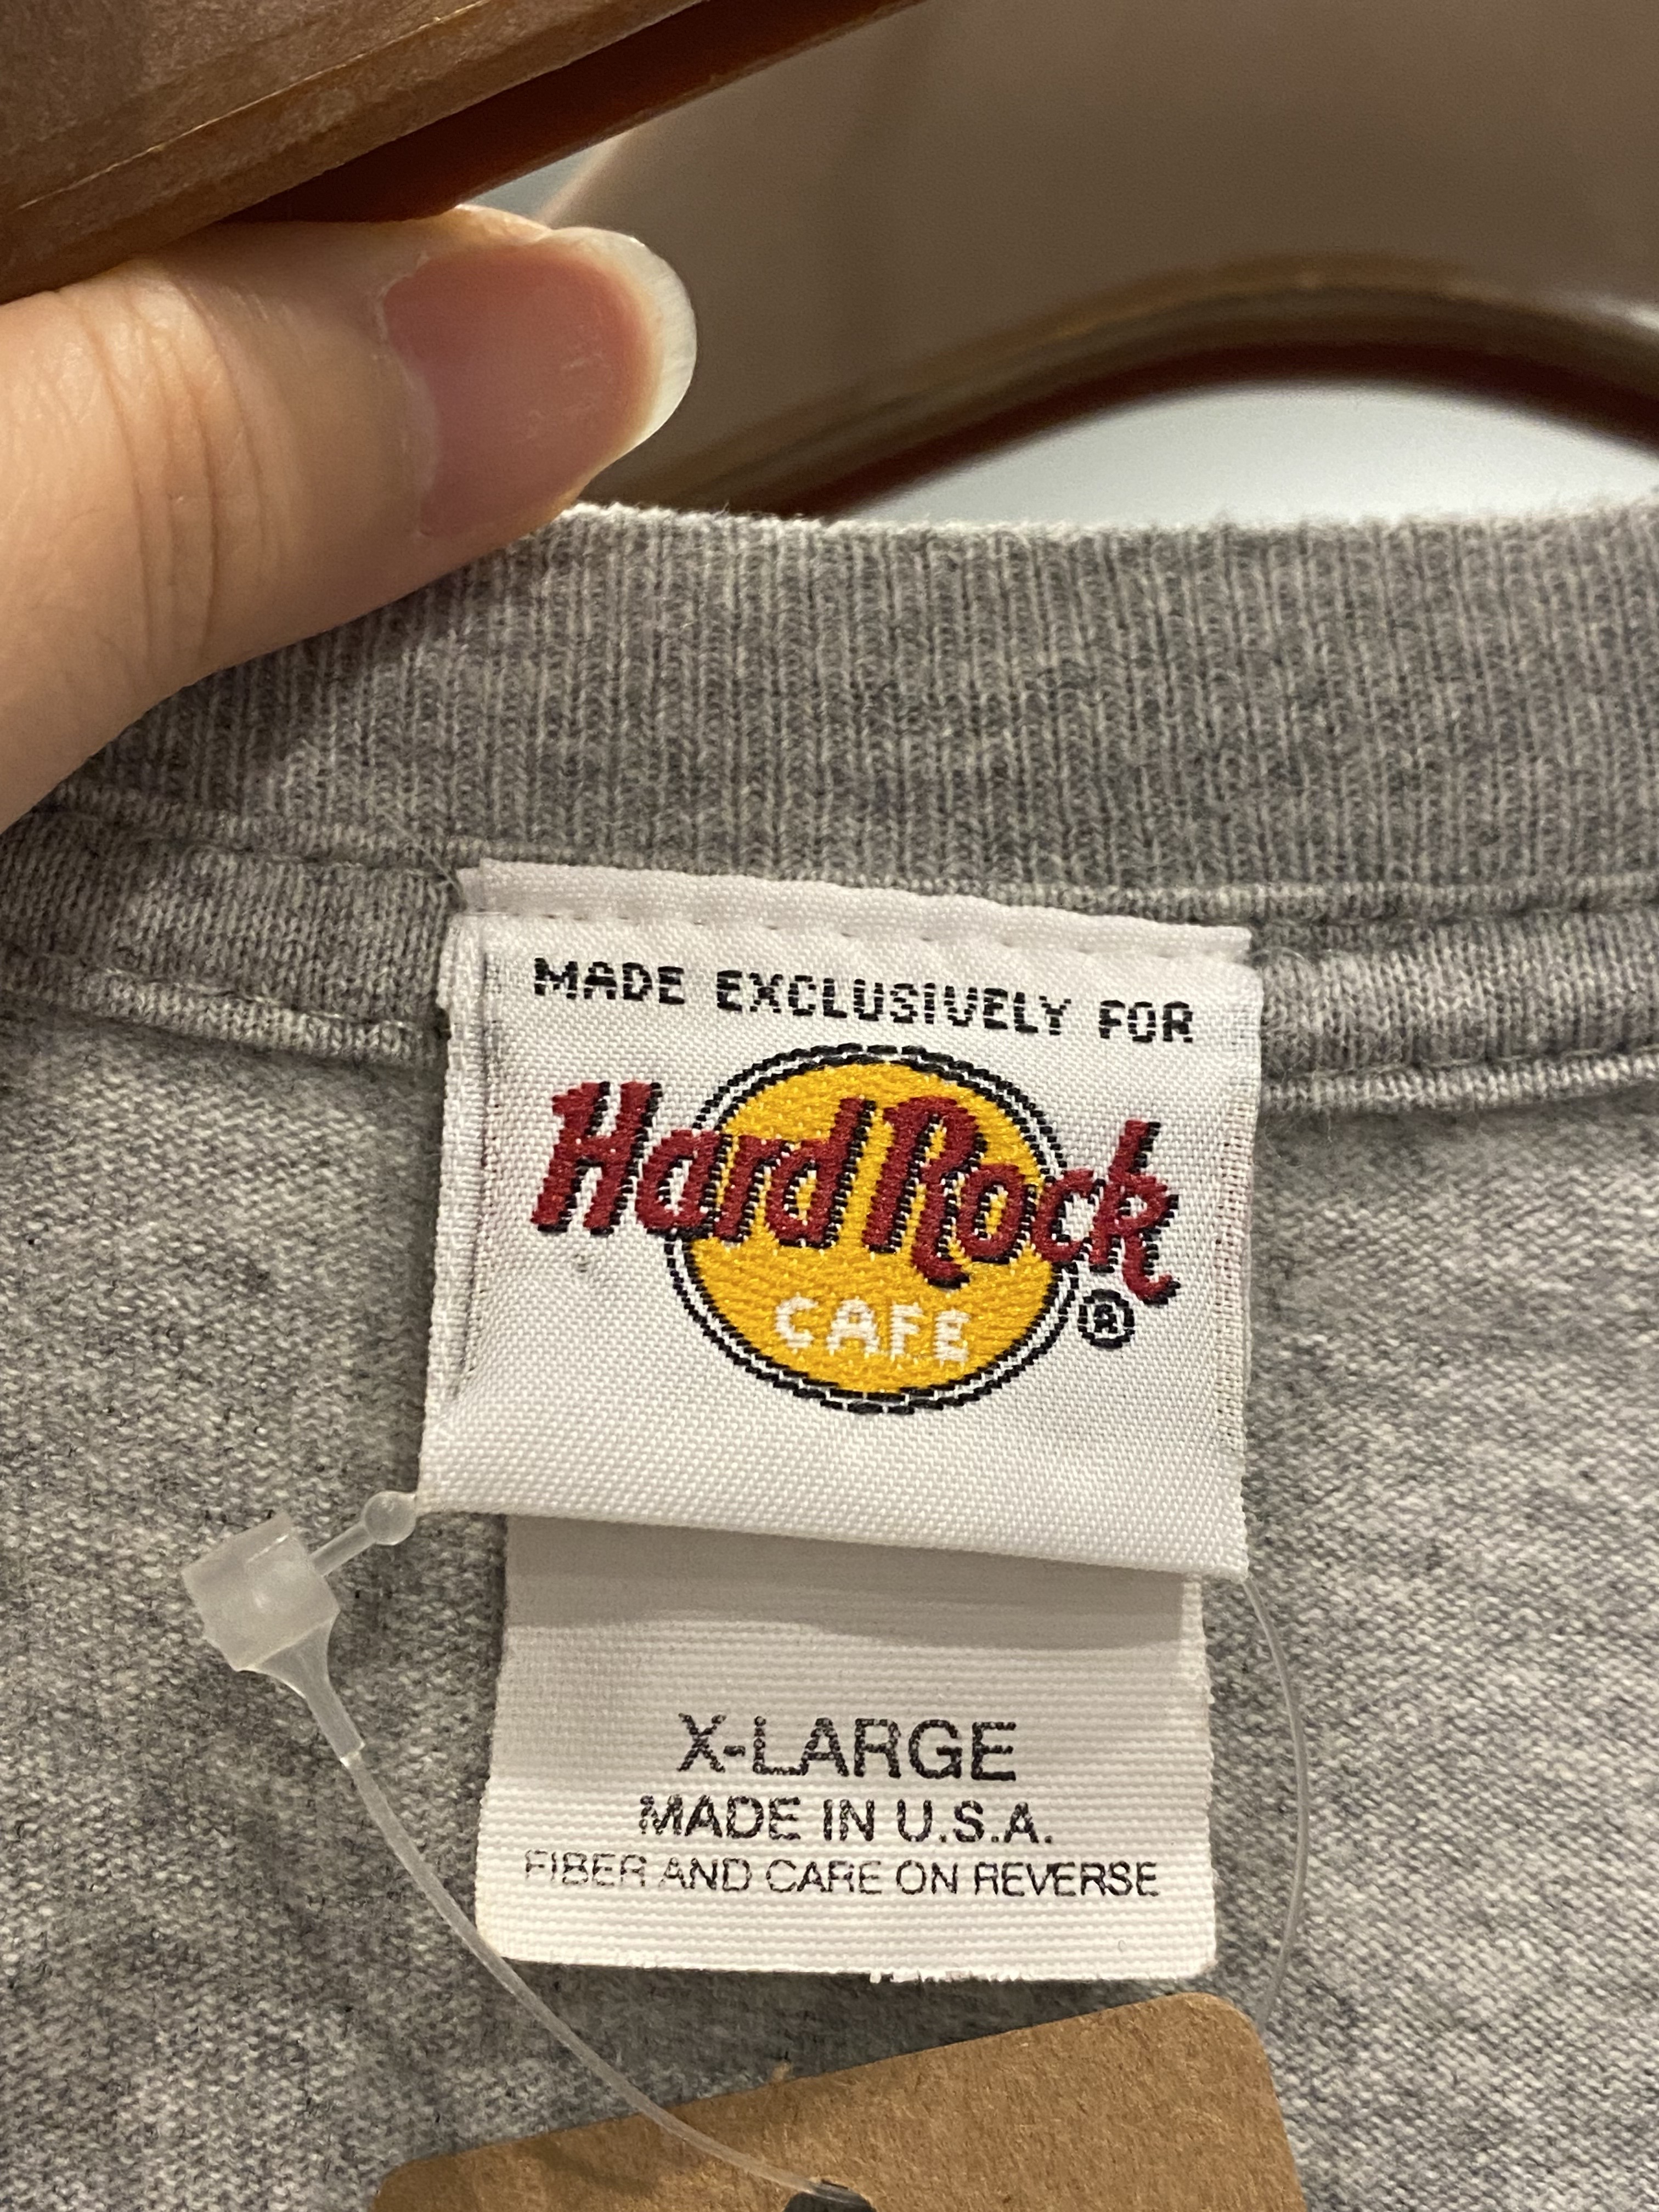 MADE EXCLUSIVELY FOR
Hard Rock
CAFE
®
X-LARGE
MADE IN U.S.A.
FIBER AND CARE ON REVERSE